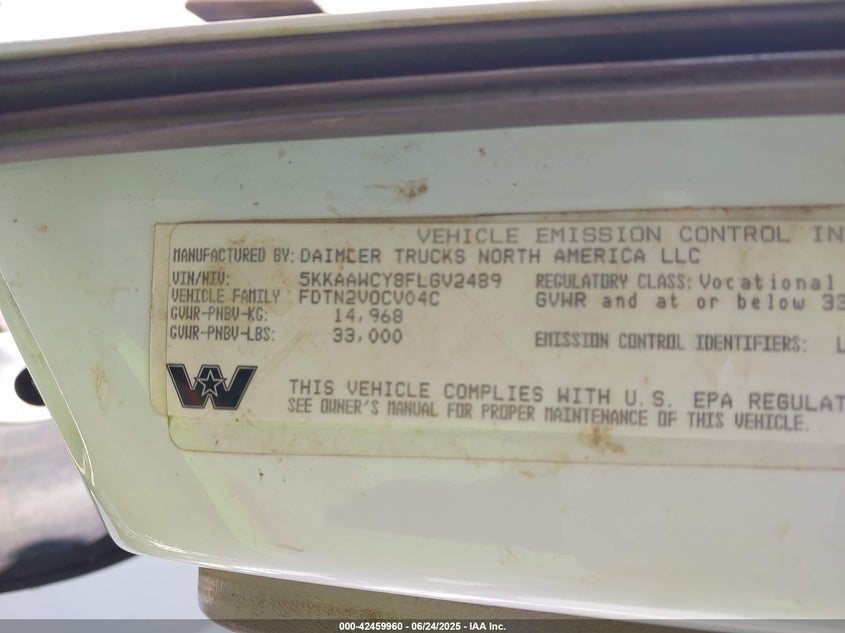 VEHICLE EMISSION CONTROL IN
MANUFACTURED BY: DAIMLER TRUCKS NORTH AMERICA LLC
VIN/NIV: 5KKAAWCY8FLGV2489 REGULATORY CLASS: Vocational
VEHICLE FAMILY FDTN2VOCV04C GVWR and at or below 33
GVWR-PNBV-KG: 14,968
GVWR-PNBV-LBS: 33,000 EMISSION CONTROL IDENTIFIERS: L
W
THIS VEHICLE COMPLIES WITH U.S. EPA REGULAT
SEE OWNER'S MANUAL FOR PROPER MAINTENANCE OF THIS VEHICLE.
000-42459960 - 06/24/2025 - IAA Inc.